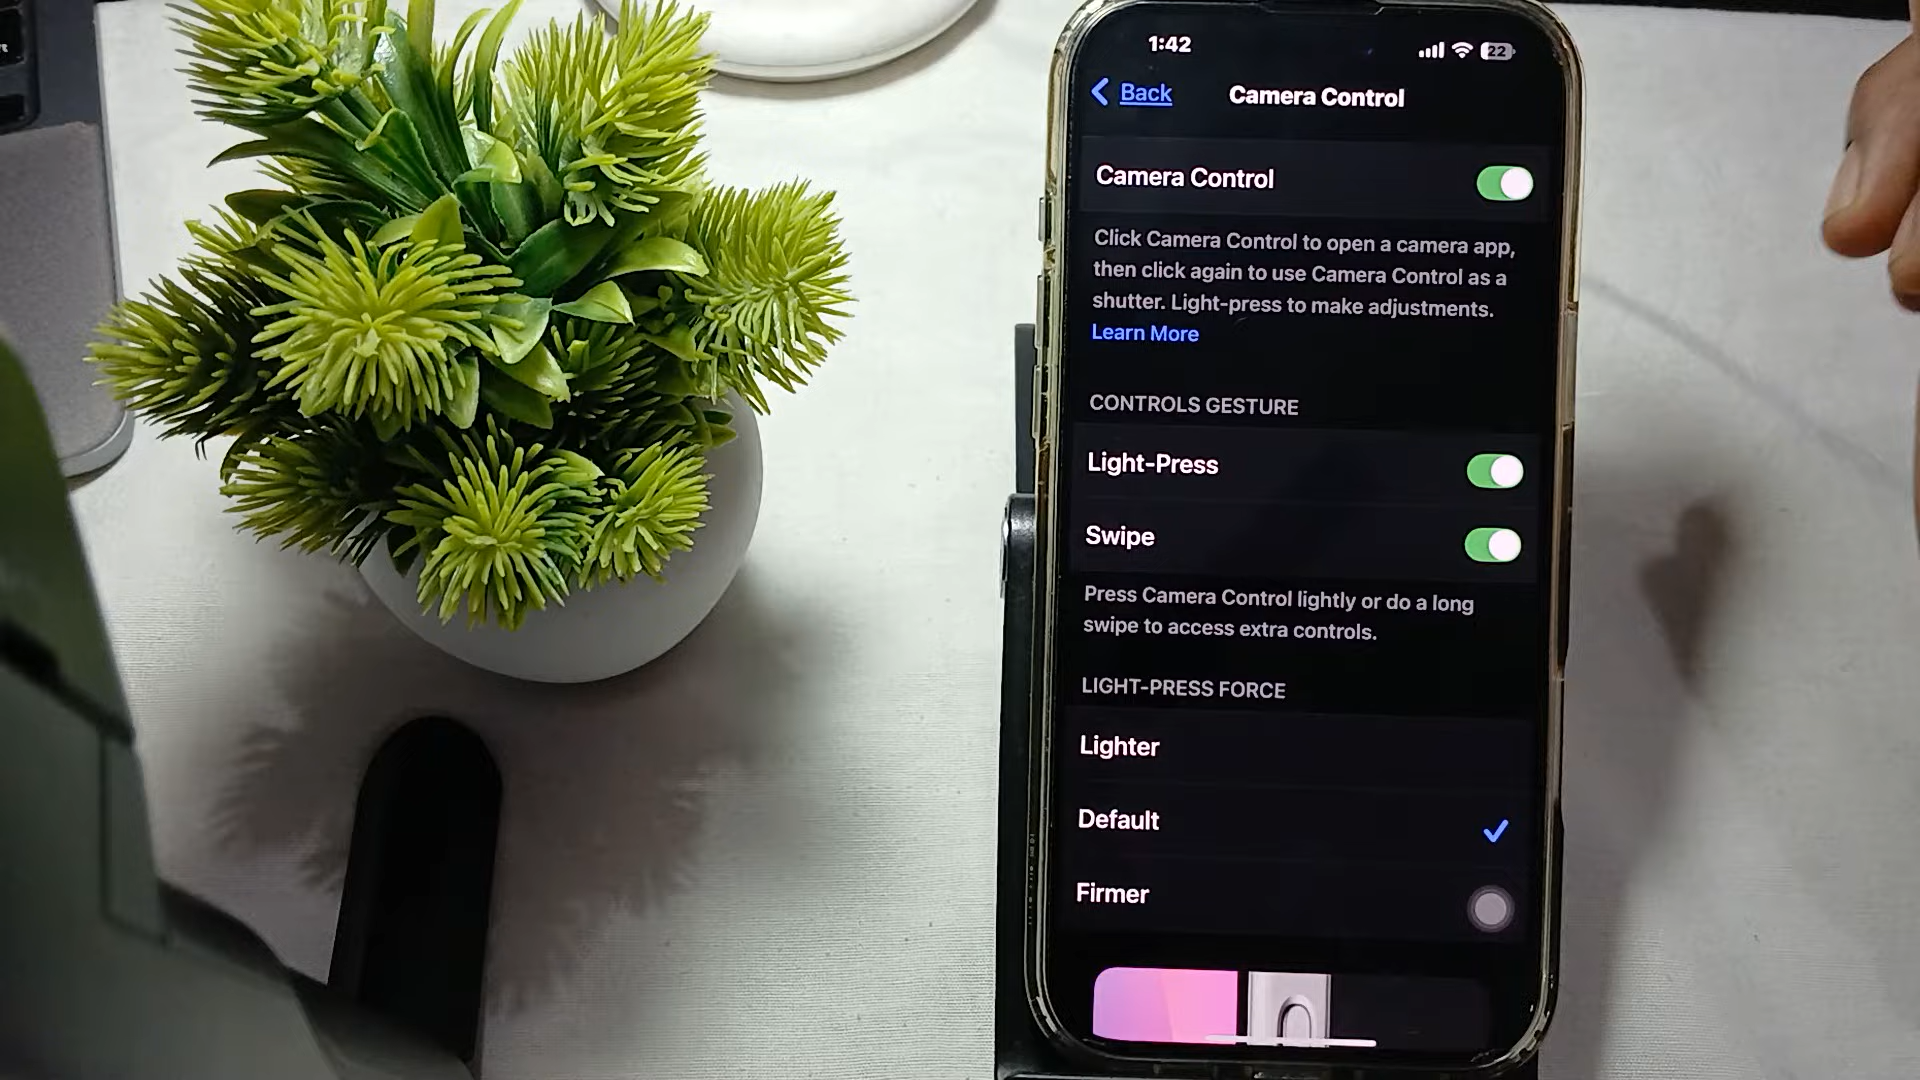 1:42
22
Back
Camera Control
Camera Control
Click Camera Control to open a camera app,
then click again to use Camera Control as a
shutter. Light-press to make adjustments.
Learn More
CONTROLS GESTURE
Light-Press
Swipe
Press Camera Control lightly or do a long
swipe to access extra controls.
LIGHT-PRESS FORCE
Lighter
Default
Firmer